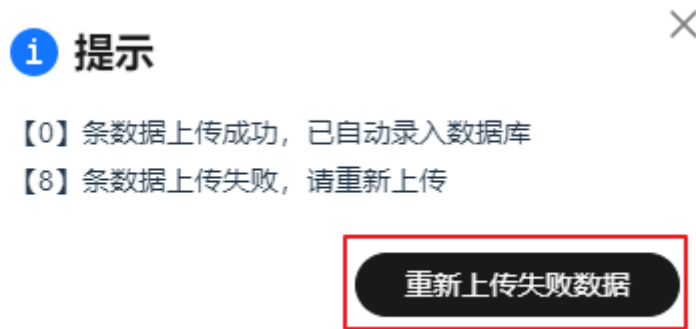 提示
【0】条数据上传成功，已自动录入数据库
【8】条数据上传失败，请重新上传
重新上传失败数据